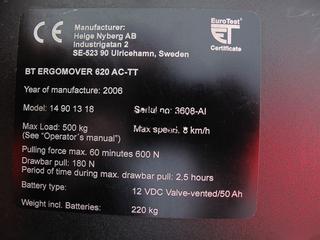 CE
Manufacturer:
Helge Nyberg AB
Industrigatan 2
SE-523 90 Ulricehamn, Sweden
EuroTest
ET
Certificate
BT ERGOMOVER 620 AC-TT
Year of manufacture: 2006
Model: 14 90 13 18 Serial no: 3608-AI
Max Load: 500 kg Max speed: 8 km/h
(See "Operator's manual")
Pulling force max. 60 minutes 600 N
Drawbar pull: 180 N
Period of time during max. drawbar pull: 2.5 hours
Battery type: 12 VDC Valve-vented/50 Ah
Weight incl. Batteries: 220 kg